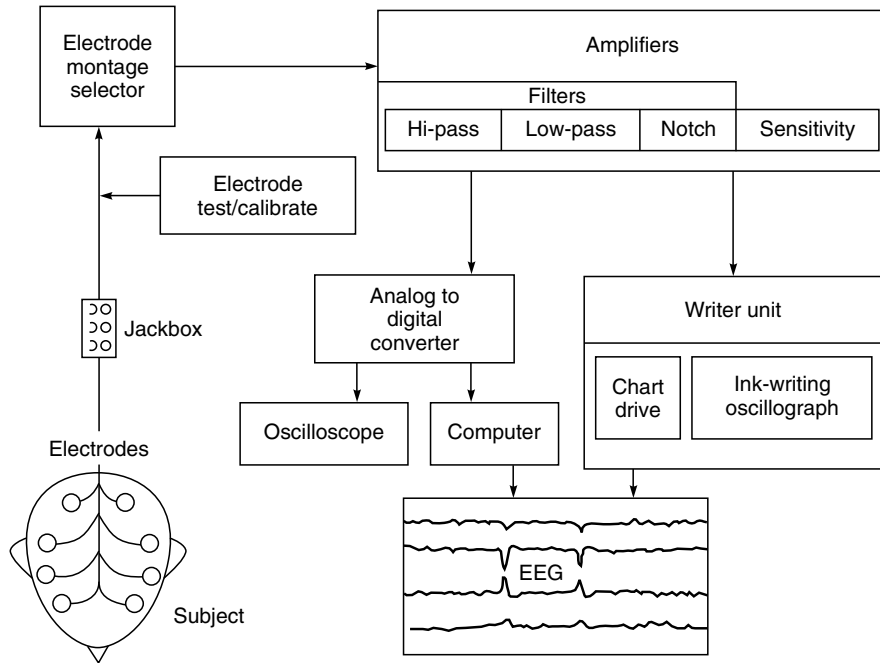 Electrode
montage
selector
Amplifiers
Filters
Hi-pass
Low-pass
Notch
Sensitivity
Electrode
test/calibrate
Jackbox
Analog to
digital
converter
Writer unit
Chart
drive
Ink-writing
oscillograph
Oscilloscope
Computer
Electrodes
EEG
Subject